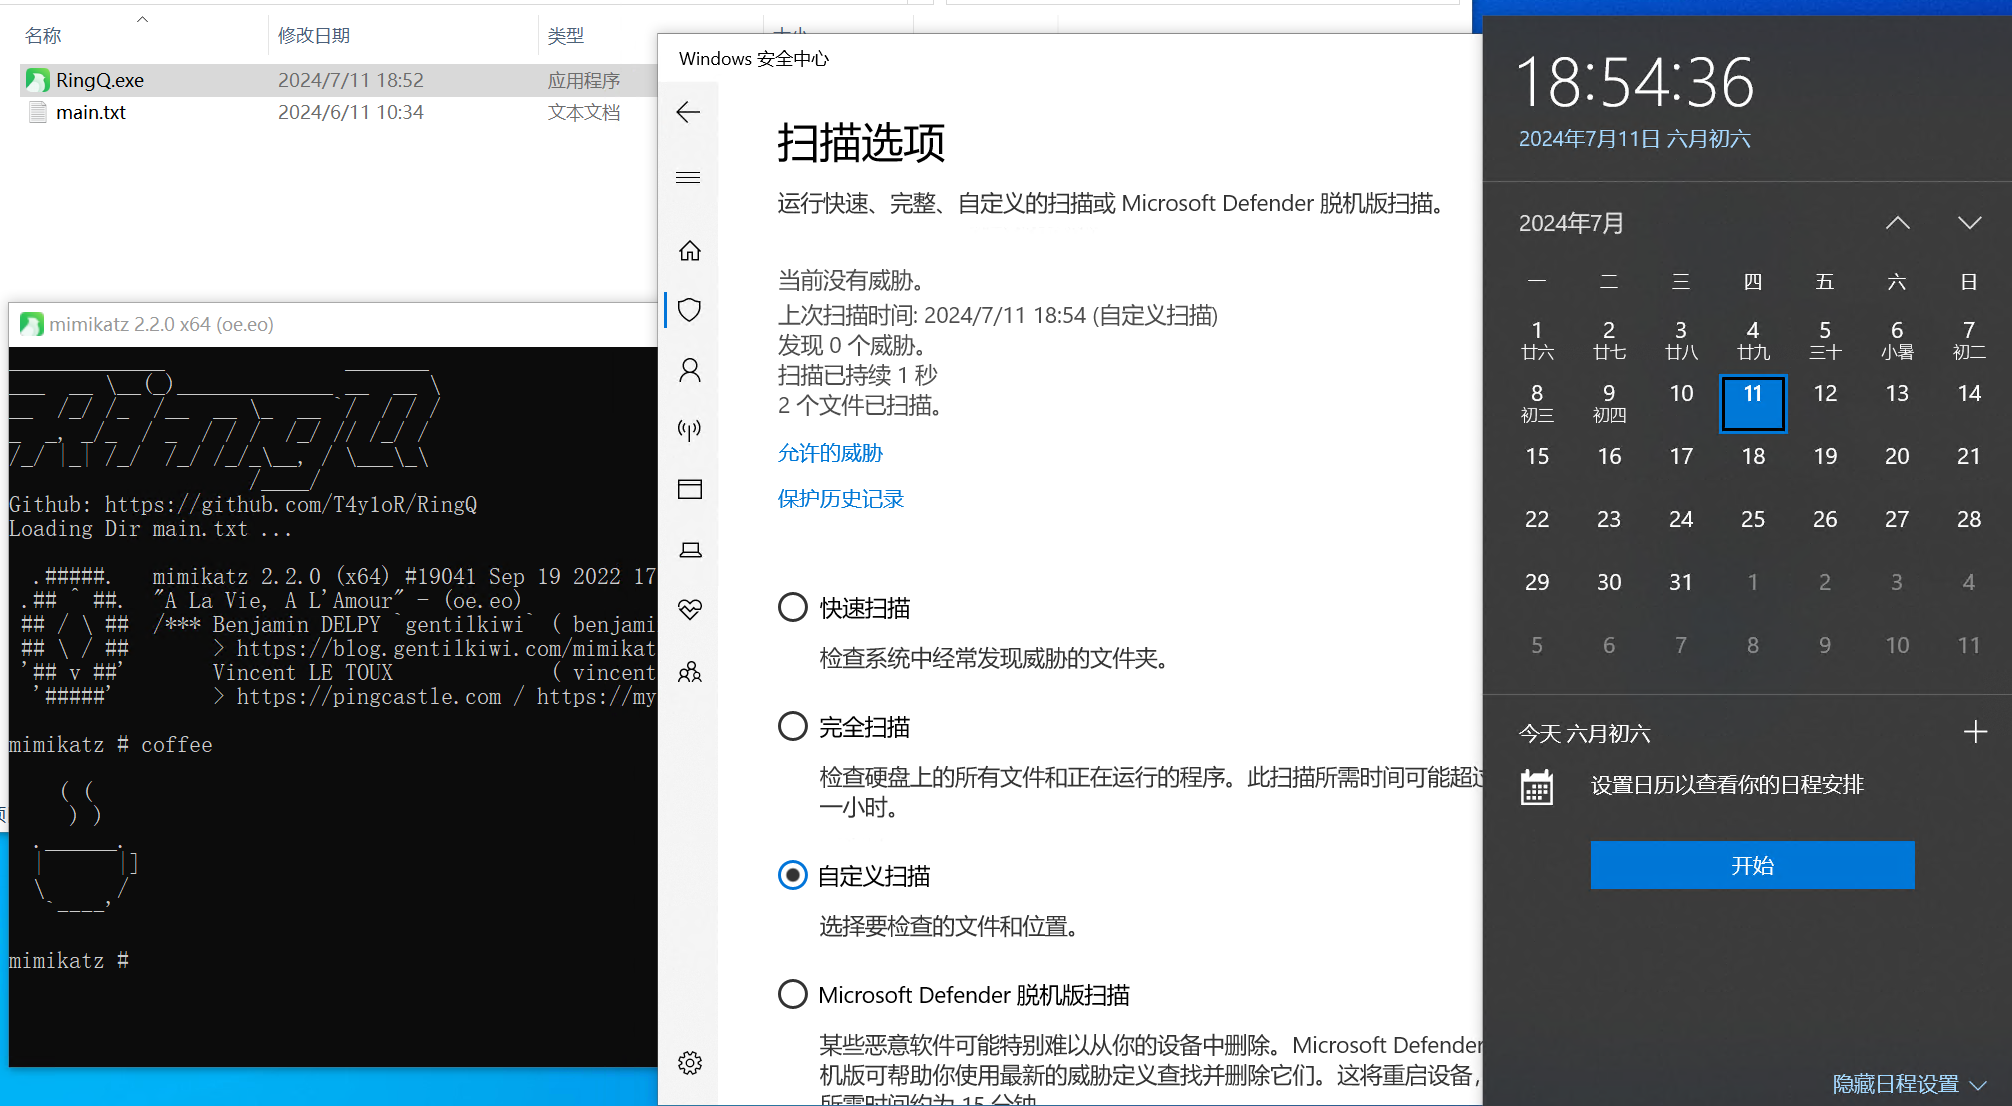 名称 修改日期 类型
RingQ.exe 2024/7/11 18:52 应用程序
main.txt 2024/6/11 10:34 文本文档
mimikatz 2.2.0 x64 (oe.eo)
Github: https://github.com/T4y1oR/RingQ
Loading Dir main.txt ...
.#####. mimikatz 2.2.0 (x64) #19041 Sep 19 2022 17
.## ^ ##. "A La Vie, A L'Amour" - (oe.eo)
## / \ ## /*** Benjamin DELPY `gentilkiwi` ( benjami
## \ / ## > https://blog.gentilkiwi.com/mimikat
'## v ##' Vincent LE TOUX ( vincent
'#####' > https://pingcastle.com / https://my
mimikatz # coffee
( (
) )
.______.
| |]
\ /
`----'
mimikatz #
Windows 安全中心
扫描选项
运行快速、完整、自定义的扫描或 Microsoft Defender 脱机版扫描。
当前没有威胁。
上次扫描时间: 2024/7/11 18:54 (自定义扫描)
发现 0 个威胁。
扫描已持续 1 秒
2 个文件已扫描。
允许的威胁
保护历史记录
快速扫描
检查系统中经常发现威胁的文件夹。
完全扫描
检查硬盘上的所有文件和正在运行的程序。此扫描所需时间可能超过
一小时。
自定义扫描
选择要检查的文件和位置。
Microsoft Defender 脱机版扫描
某些恶意软件可能特别难以从你的设备中删除。Microsoft Defender
机版可帮助你使用最新的威胁定义查找并删除它们。这将重启设备，
所需时间约为 15 分钟
18:54:36
2024年7月11日 六月初六
2024年7月
一 二 三 四 五 六 日
1 2 3 4 5 6 7
廿六 廿七 廿八 廿九 三十 小暑 初二
8 9 10 11 12 13 14
初三 初四
15 16 17 18 19 20 21
22 23 24 25 26 27 28
29 30 31 1 2 3 4
5 6 7 8 9 10 11
今天 六月初六
设置日历以查看你的日程安排
开始
隐藏日程设置